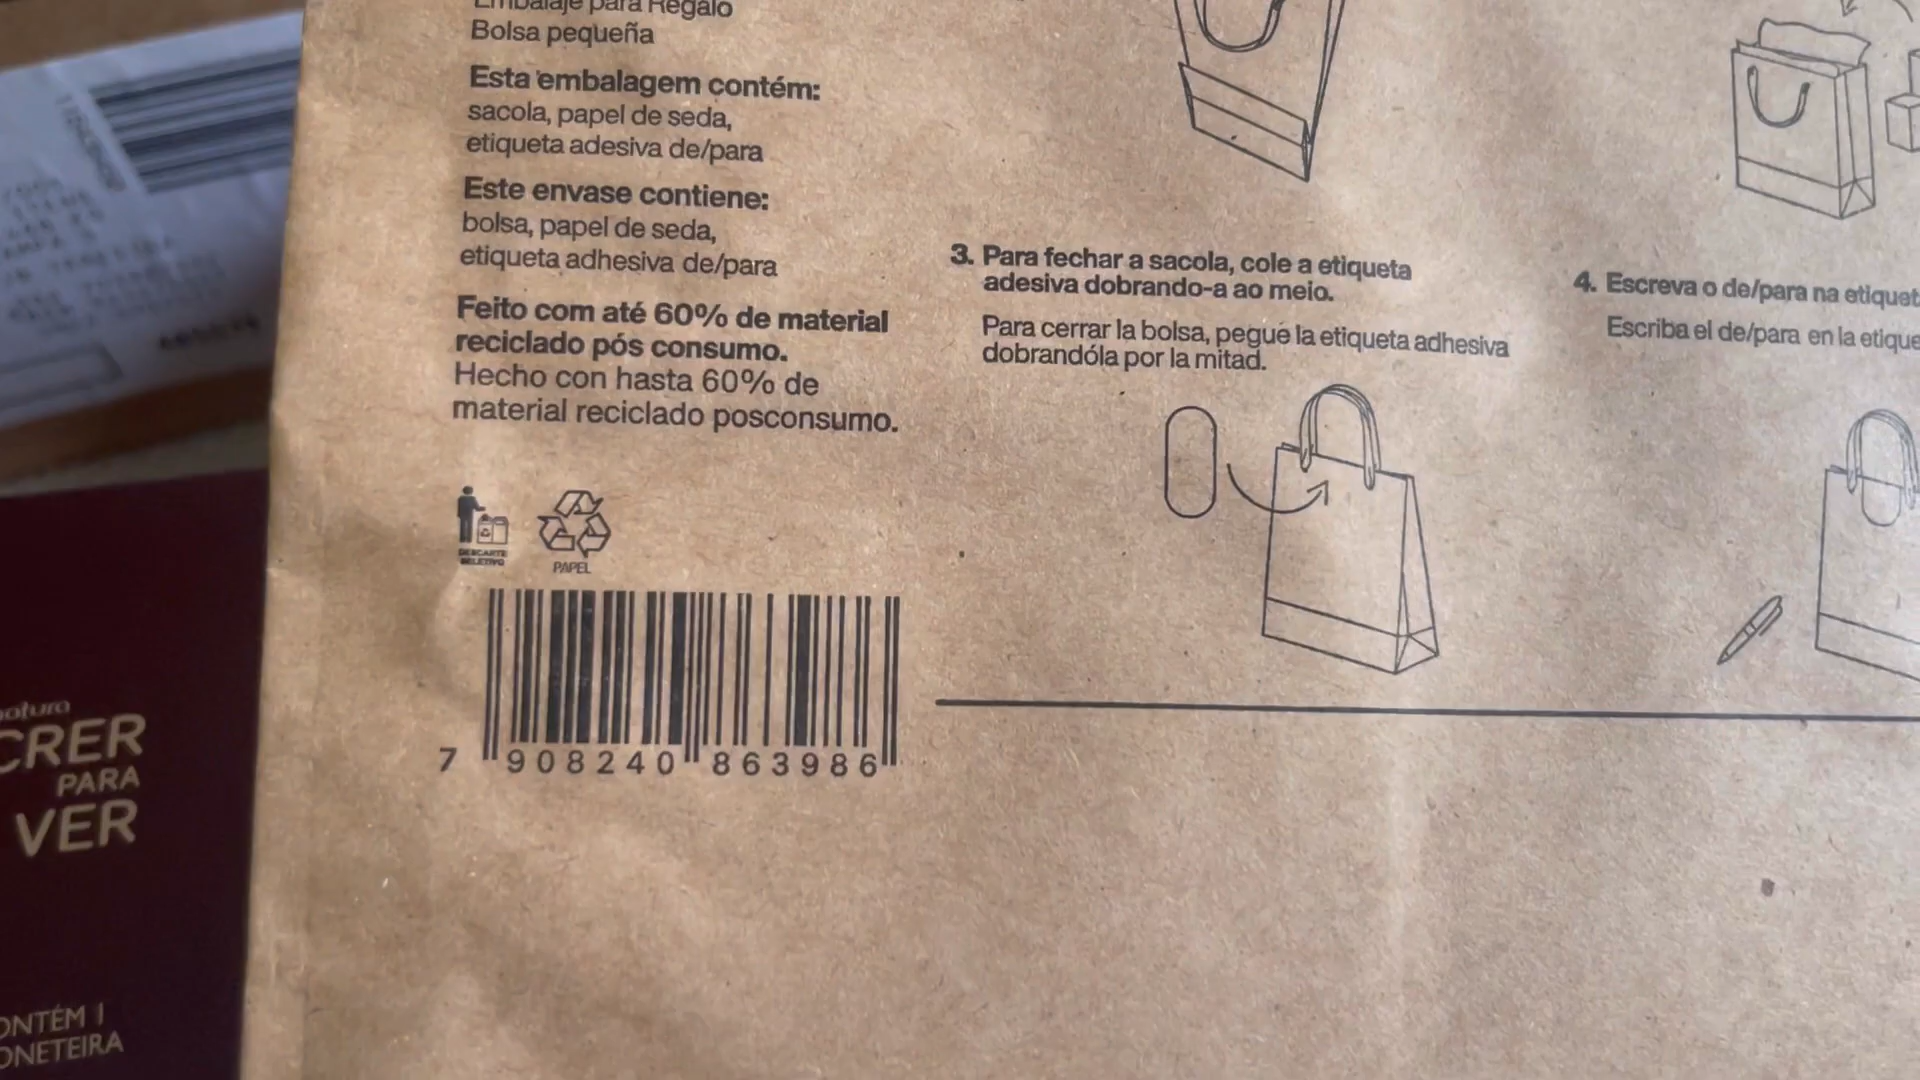 Embalaje para Regalo
Bolsa pequeña
Esta embalagem contém:
sacola, papel de seda,
etiqueta adesiva de/para
Este envase contiene:
bolsa, papel de seda,
etiqueta adhesiva de/para
Feito com até 60% de material
reciclado pós consumo.
Hecho con hasta 60% de
material reciclado posconsumo.
DESCARTE
SELETIVO
PAPEL
7 908240 863986
3. Para fechar a sacola, cole a etiqueta
adesiva dobrando-a ao meio.
Para cerrar la bolsa, pegue la etiqueta adhesiva
dobrandóla por la mitad.
4. Escreva o de/para na etiquet
Escriba el de/para en la etique
natura
CRER
PARA
VER
ONTÉM 1
ONETEIRA